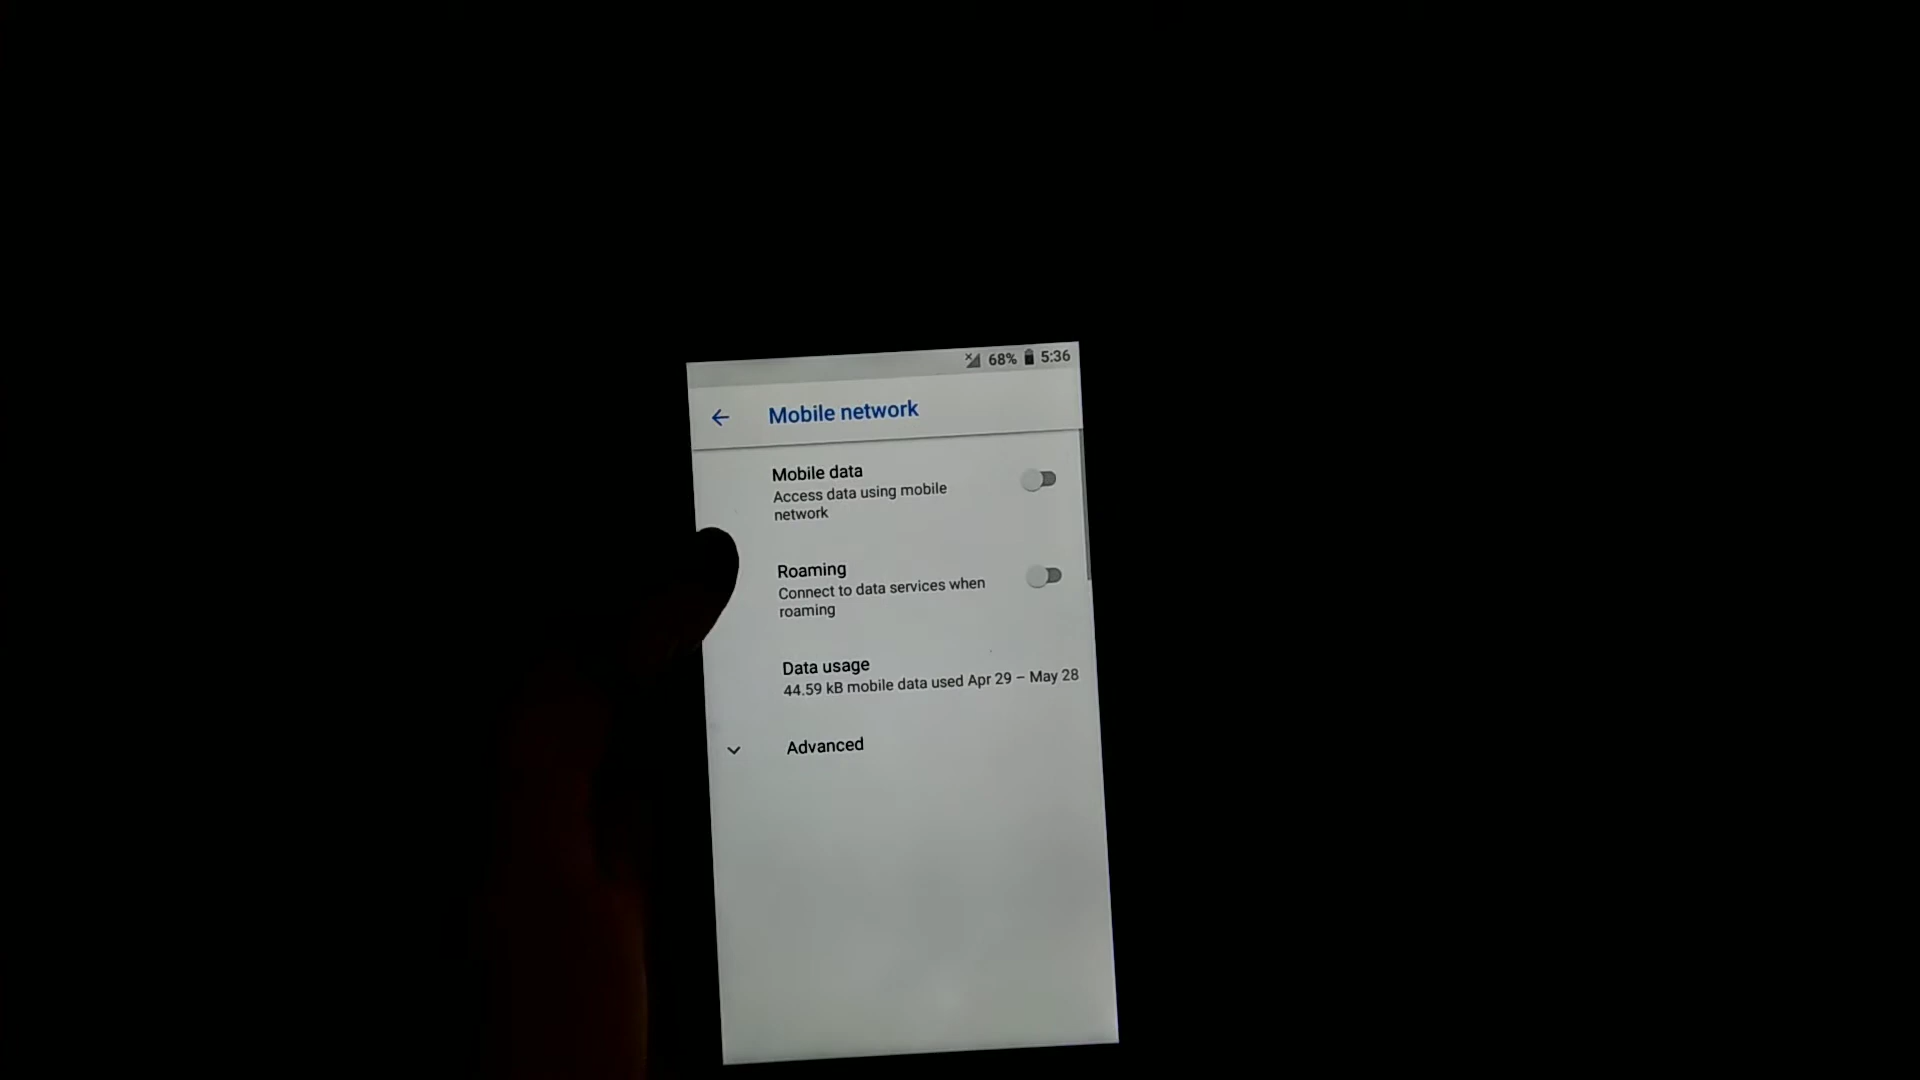 68% 5:36
Mobile network
Mobile data
Access data using mobile
network
Roaming
Connect to data services when
roaming
Data usage
44.59 kB mobile data used Apr 29 – May 28
Advanced